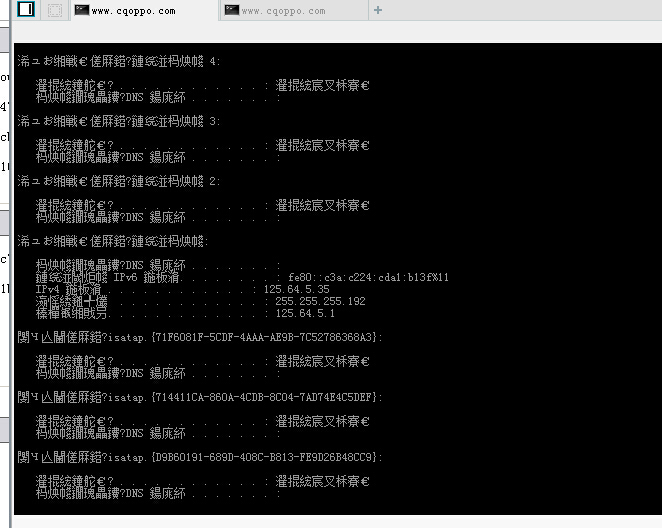 www.cqoppo.com
www.cqoppo.com
浠ュお缃戦€傞厤鍣?鏈湴杩炴帴 4:
濯掍綋鐘舵€? . . . . . . . . . . . . : 濯掍綋宸叉柇寮€
杩炴帴鐗瑰畾鐨?DNS 鍚庣紑 . . . . . . . :
浠ュお缃戦€傞厤鍣?鏈湴杩炴帴 3:
濯掍綋鐘舵€? . . . . . . . . . . . . : 濯掍綋宸叉柇寮€
杩炴帴鐗瑰畾鐨?DNS 鍚庣紑 . . . . . . . :
浠ュお缃戦€傞厤鍣?鏈湴杩炴帴 2:
濯掍綋鐘舵€? . . . . . . . . . . . . : 濯掍綋宸叉柇寮€
杩炴帴鐗瑰畾鐨?DNS 鍚庣紑 . . . . . . . :
浠ュお缃戦€傞厤鍣?鏈湴杩炴帴:
杩炴帴鐗瑰畾鐨?DNS 鍚庣紑 . . . . . . . :
鏈湴閾炬帴 IPv6 鍦板潃. . . . . . . . : fe80::c3a:c224:cda1:b13f%11
IPv4 鍦板潃 . . . . . . . . . . . . : 125.64.5.35
瀛愮綉鎺╃爜 . . . . . . . . . . . . : 255.255.255.192
榛樿缃戝叧. . . . . . . . . . . . . : 125.64.5.1
闅ч亾閫傞厤鍣?isatap.{71F6081F-5CDF-4AAA-AE9B-7C52786368A3}:
濯掍綋鐘舵€? . . . . . . . . . . . . : 濯掍綋宸叉柇寮€
杩炴帴鐗瑰畾鐨?DNS 鍚庣紑 . . . . . . . :
闅ч亾閫傞厤鍣?isatap.{714411CA-860A-4CDB-8C04-7AD74E4C5DEF}:
濯掍綋鐘舵€? . . . . . . . . . . . . : 濯掍綋宸叉柇寮€
杩炴帴鐗瑰畾鐨?DNS 鍚庣紑 . . . . . . . :
闅ч亾閫傞厤鍣?isatap.{D9B60191-689D-408C-B813-FE9D26B48CC9}:
濯掍綋鐘舵€? . . . . . . . . . . . . : 濯掍綋宸叉柇寮€
杩炴帴鐗瑰畾鐨?DNS 鍚庣紑 . . . . . . . :